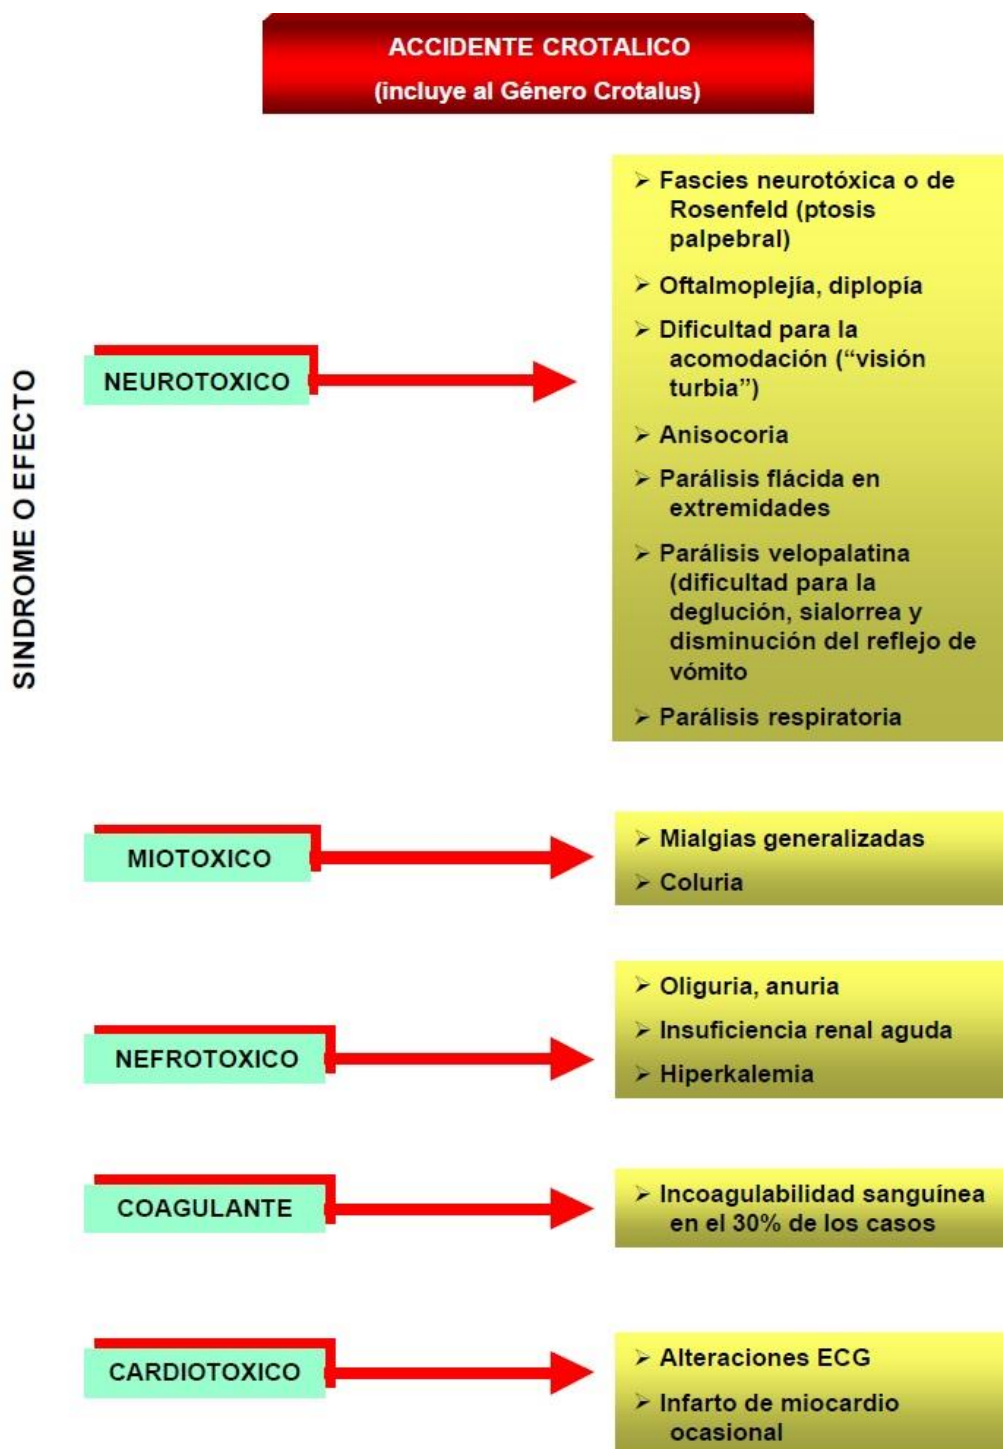 ACCIDENTE CROTALICO
(incluye al Género Crotalus)
SINDROME O EFECTO
NEUROTOXICO
➢ Fascies neurotóxica o de
Rosenfeld (ptosis
palpebral)
➢ Oftalmoplejía, diplopía
➢ Dificultad para la
acomodación (“visión
turbia”)
➢ Anisocoria
➢ Parálisis flácida en
extremidades
➢ Parálisis velopalatina
(dificultad para la
deglución, sialorrea y
disminución del reflejo de
vómito
➢ Parálisis respiratoria
MIOTOXICO
➢ Mialgias generalizadas
➢ Coluria
NEFROTOXICO
➢ Oliguria, anuria
➢ Insuficiencia renal aguda
➢ Hiperkalemia
COAGULANTE
➢ Incoagulabilidad sanguínea
en el 30% de los casos
CARDIOTOXICO
➢ Alteraciones ECG
➢ Infarto de miocardio
ocasional